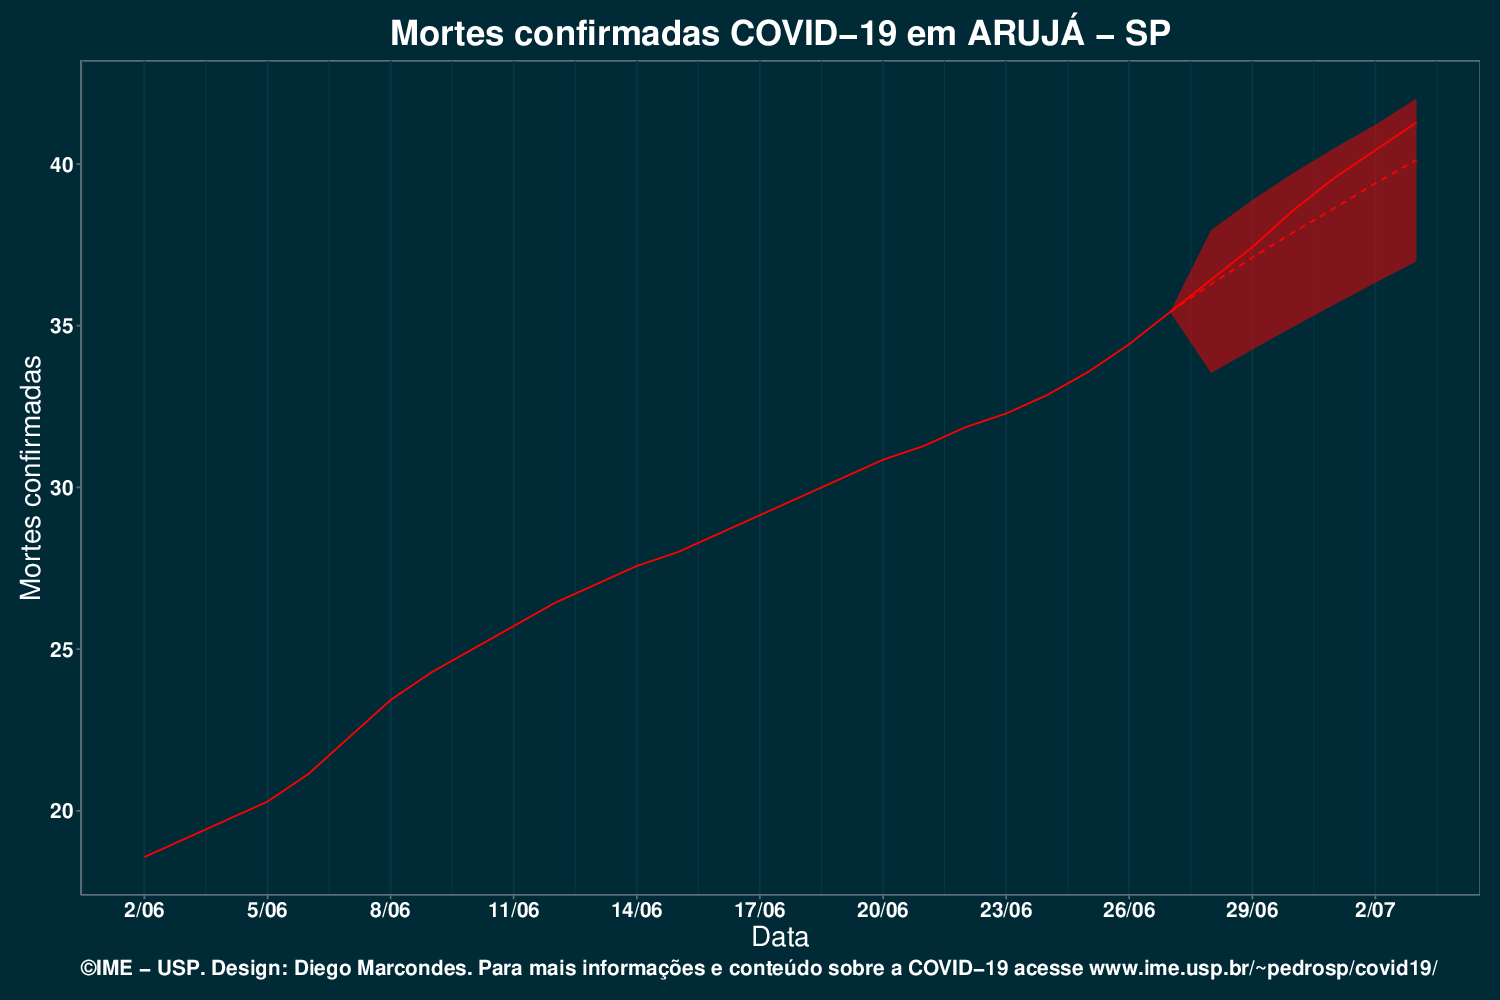 Mortes confirmadas COVID−19 em ARUJÁ − SP
Mortes confirmadas
40
35
30
25
20
2/06 5/06 8/06 11/06 14/06 17/06 20/06 23/06 26/06 29/06 2/07
Data
©IME − USP. Design: Diego Marcondes. Para mais informações e conteúdo sobre a COVID−19 acesse www.ime.usp.br/~pedrosp/covid19/